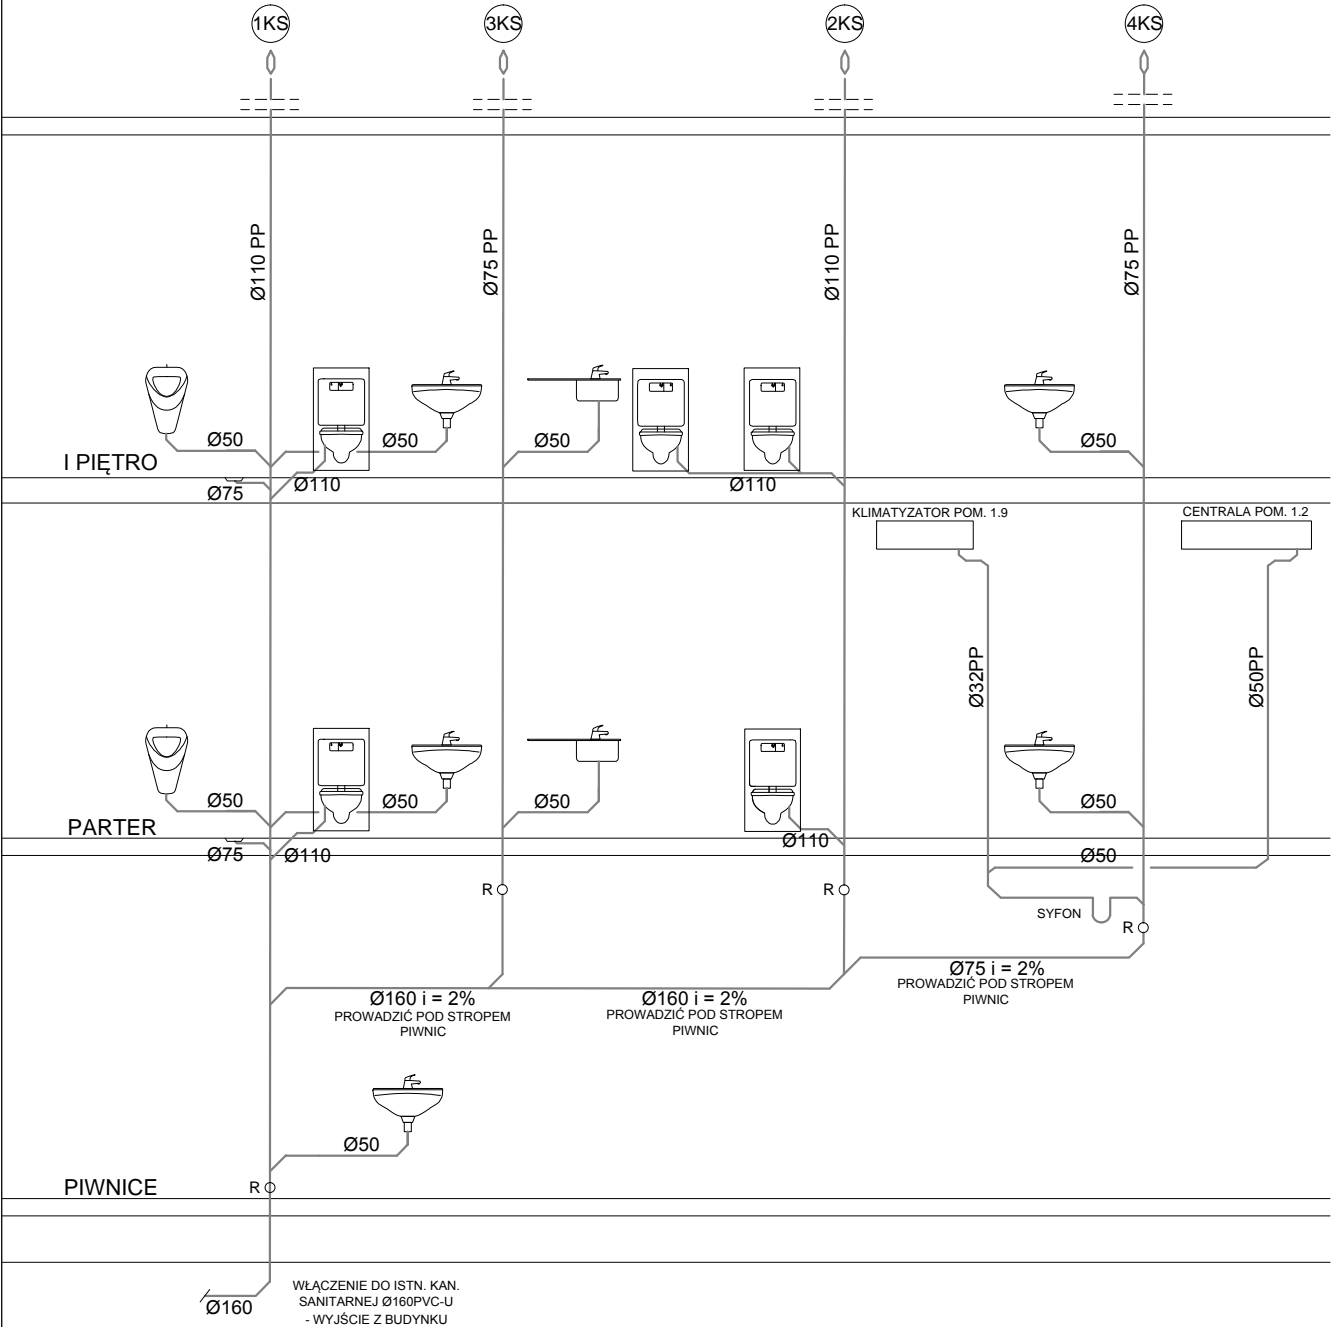 1KS
3KS
2KS
4KS
Ø110 PP
Ø75 PP
Ø110 PP
Ø75 PP
Ø50
Ø50
Ø50
Ø50
I PIĘTRO
Ø75
Ø110
Ø110
KLIMATYZATOR POM. 1.9
CENTRALA POM. 1.2
Ø32PP
Ø50PP
Ø50
Ø50
Ø50
Ø50
PARTER
Ø75
Ø110
Ø110
Ø50
R
R
SYFON
R
Ø160 i = 2%
PROWADZIĆ POD STROPEM
PIWNIC
Ø160 i = 2%
PROWADZIĆ POD STROPEM
PIWNIC
Ø75 i = 2%
PROWADZIĆ POD STROPEM
PIWNIC
Ø50
PIWNICE
R
Ø160
WŁĄCZENIE DO ISTN. KAN.
SANITARNEJ Ø160PVC-U
- WYJŚCIE Z BUDYNKU